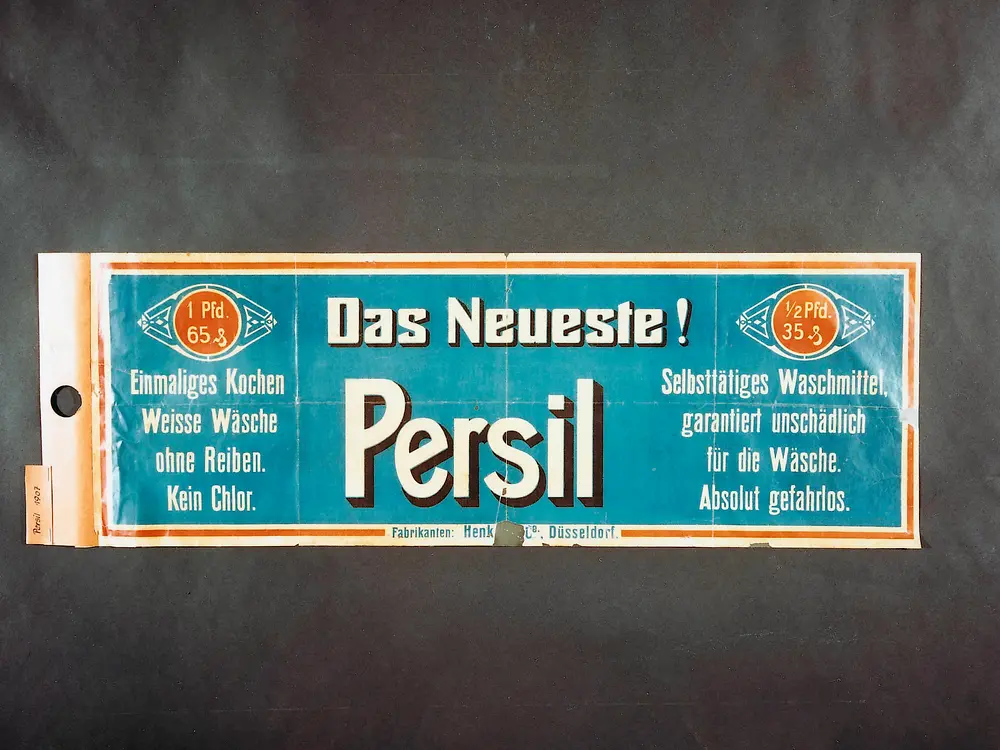 Das Neueste!
Persil
1 Pfd.
65 ₰
Einmaliges Kochen
Weisse Wäsche
ohne Reiben.
Kein Chlor.
1/2 Pfd.
35 ₰
Selbsttätiges Waschmittel,
garantiert unschädlich
für die Wäsche.
Absolut gefahrlos.
Fabrikanten: Henk Düsseldorf.
Persil 1907